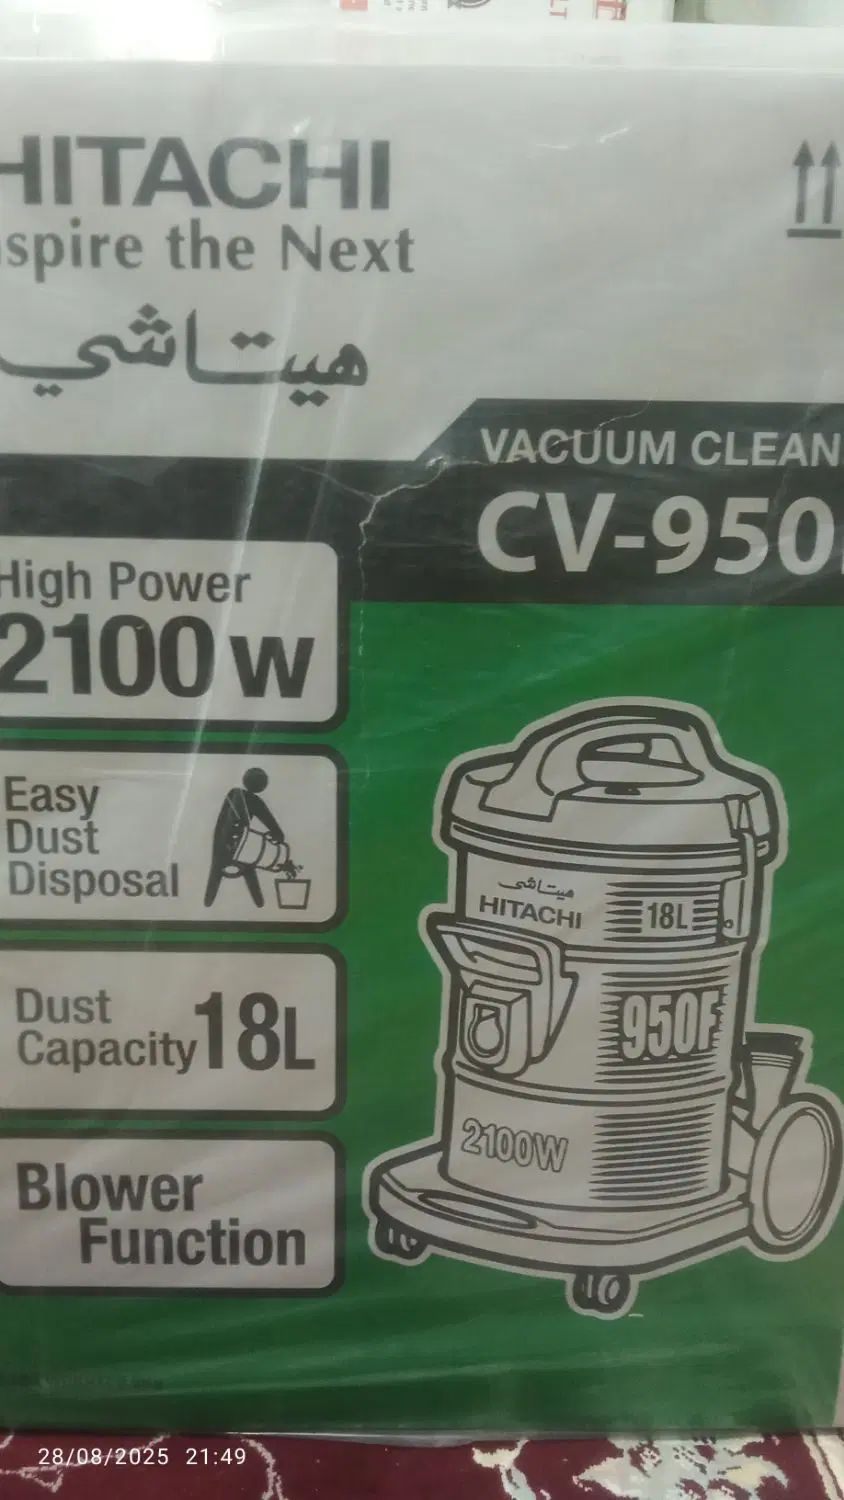 HITACHI
nspire the Next
هيتاشي
VACUUM CLEAN
CV-950
High Power
2100 W
Easy
Dust
Disposal
Dust
Capacity 18L
Blower
Function
هيتاشي
HITACHI
18L
950F
2100W
28/08/2025 21:49